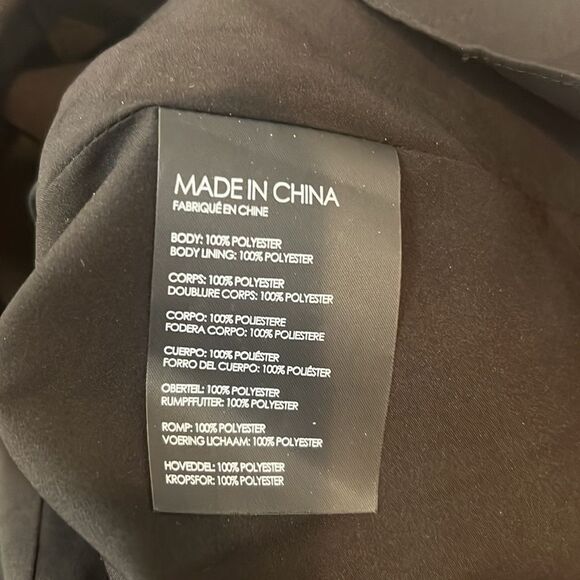 MADE IN CHINA
FABRIQUÉ EN CHINE
BODY: 100% POLYESTER
BODY LINING: 100% POLYESTER
CORPS: 100% POLYESTER
DOUBLURE CORPS: 100% POLYESTER
CORPO: 100% POLIESTERE
FODERA CORPO: 100% POLIESTERE
CUERPO: 100% POLIÉSTER
FORRO DEL CUERPO: 100% POLIÉSTER
OBERTEIL: 100% POLYESTER
RUMPFFUTTER: 100% POLYESTER
ROMP: 100% POLYESTER
VOERING LICHAAM: 100% POLYESTER
HOVEDDEL: 100% POLYESTER
KROPSFOR: 100% POLYESTER